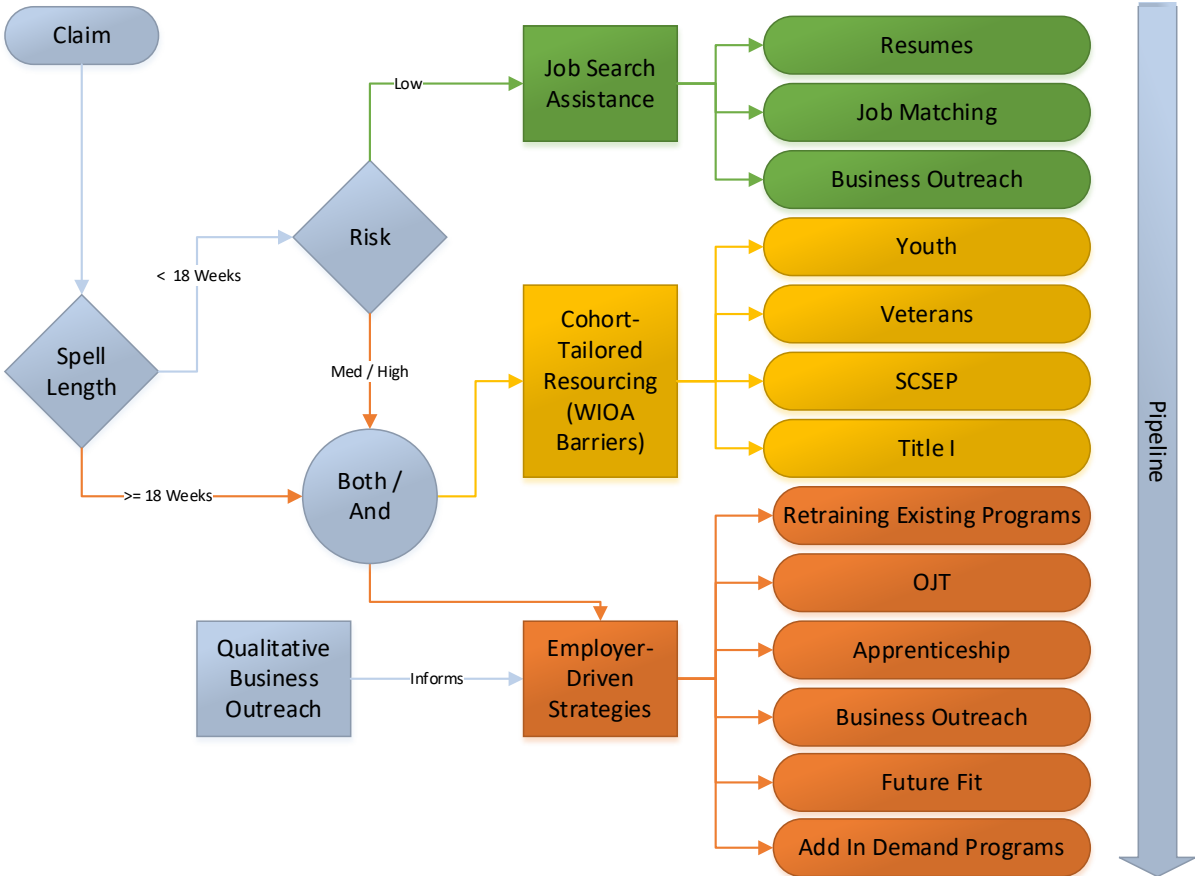 Claim
Spell
Length
< 18 Weeks
>= 18 Weeks
Risk
Low
Med / High
Both /
And
Qualitative
Business
Outreach
Informs
Job Search
Assistance
Resumes
Job Matching
Business Outreach
Cohort-
Tailored
Resourcing
(WIOA
Barriers)
Youth
Veterans
SCSEP
Title I
Employer-
Driven
Strategies
Retraining Existing Programs
OJT
Apprenticeship
Business Outreach
Future Fit
Add In Demand Programs
Pipeline